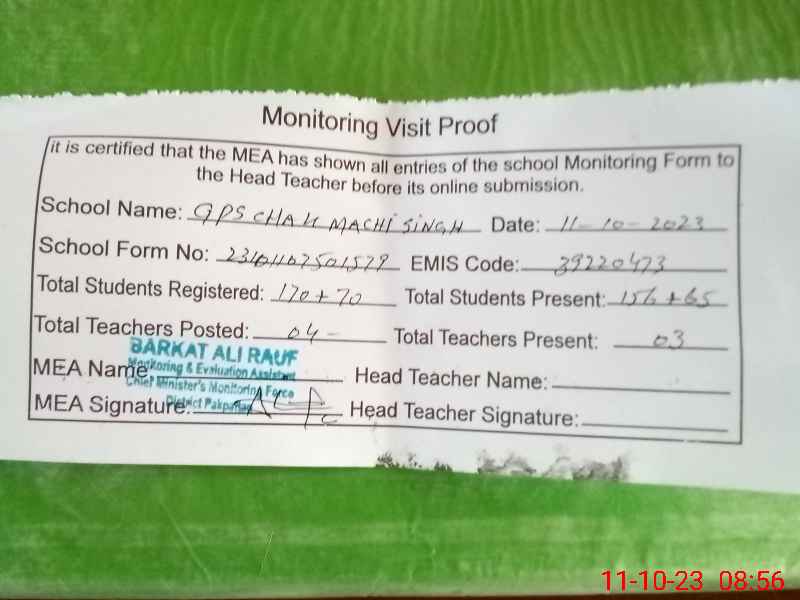 Monitoring Visit Proof
it is certified that the MEA has shown all entries of the school Monitoring Form to
the Head Teacher before its online submission.
School Name: GPS CHAK MACHI SINGH Date: 11-10-2023
School Form No: EMIS Code: 39220473
Total Students Registered: 170+70 Total Students Present: 156+65
Total Teachers Posted: 04- Total Teachers Present: 03
BARKAT ALI RAUF
MEA Name: Monitoring & Evaluation Assistant Head Teacher Name:
Chief Minister's Monitoring Force
MEA Signature: District Pakpattan Head Teacher Signature:
11-10-23 08:56